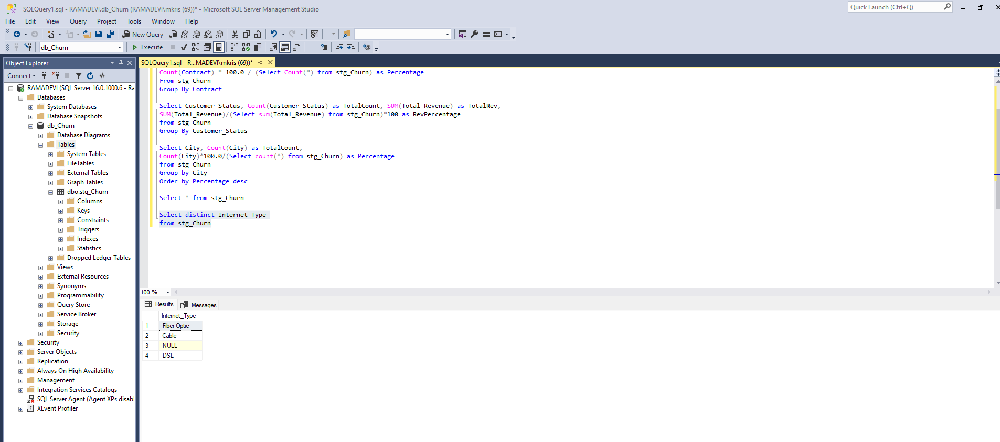 SQLQuery1.sql - RAMADEVI.db_Churn (RAMADEVI\mkris (69))* - Microsoft SQL Server Management Studio
Quick Launch (Ctrl+Q)
File Edit View Query Project Tools Window Help
New Query MDX DMX XMLA DAX
db_Churn Execute
Object Explorer
Connect
RAMADEVI (SQL Server 16.0.1000.6 - Ra
Databases
System Databases
Database Snapshots
db_Churn
Database Diagrams
Tables
System Tables
FileTables
External Tables
Graph Tables
dbo.stg_Churn
Columns
Keys
Constraints
Triggers
Indexes
Statistics
Dropped Ledger Tables
Views
External Resources
Synonyms
Programmability
Query Store
Service Broker
Storage
Security
Security
Server Objects
Replication
Always On High Availability
Management
Integration Services Catalogs
SQL Server Agent (Agent XPs disabl
XEvent Profiler
SQLQuery1.sql - R...MADEVI\mkris (69))*
Count(Contract) * 100.0 / (Select Count(*) from stg_Churn) as Percentage
From stg_Churn
Group By Contract
Select Customer_Status, Count(Customer_Status) as TotalCount, SUM(Total_Revenue) as TotalRev,
SUM(Total_Revenue)/(Select sum(Total_Revenue) from stg_Churn)*100 as RevPercentage
from stg_Churn
Group By Customer_Status
Select City, Count(City) as TotalCount,
Count(City)*100.0/(Select count(*) from stg_Churn) as Percentage
from stg_Churn
Group by City
Order by Percentage desc
Select * from stg_Churn
Select distinct Internet_Type
from stg_Churn
100 %
Results Messages
Internet_Type
1 Fiber Optic
2 Cable
3 NULL
4 DSL